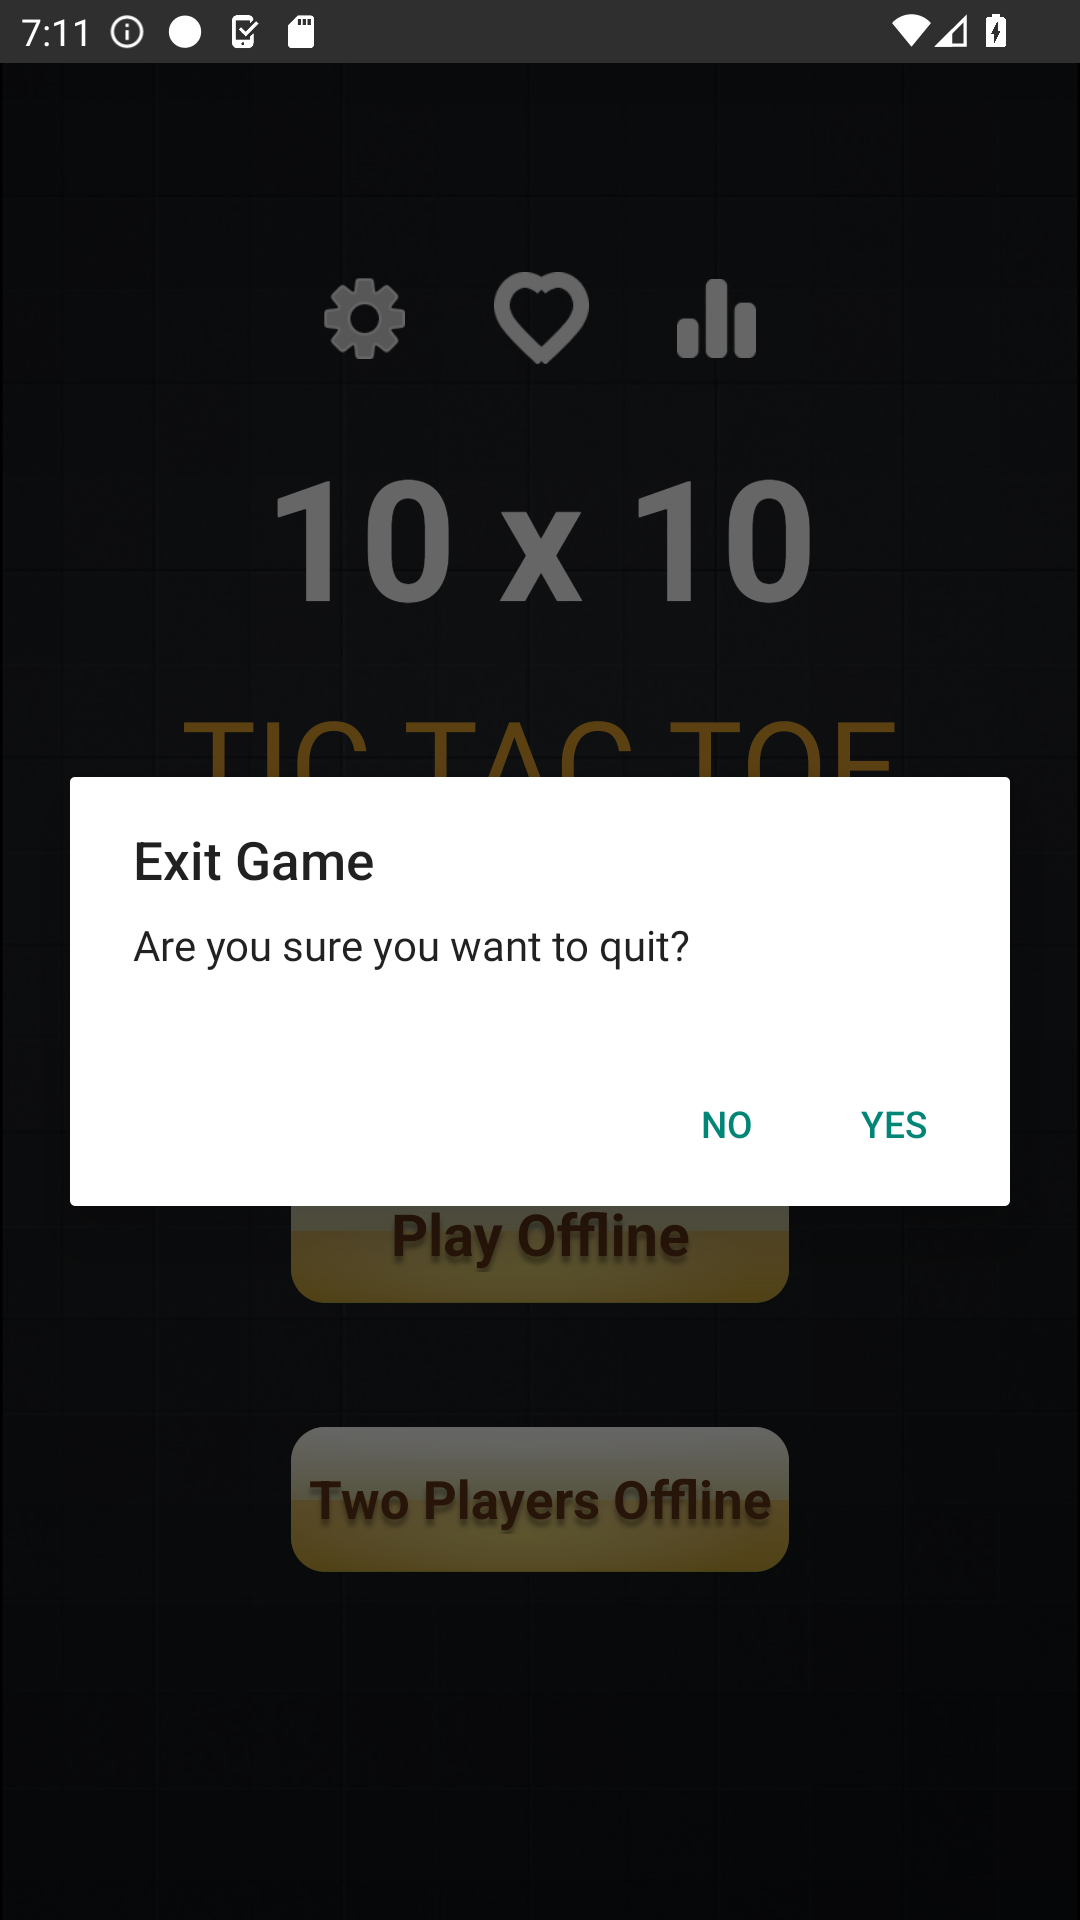 7:11
10 x 10
TIC TAC TOE
Exit Game
Are you sure you want to quit?
NO YES
Play Offline
Two Players Offline